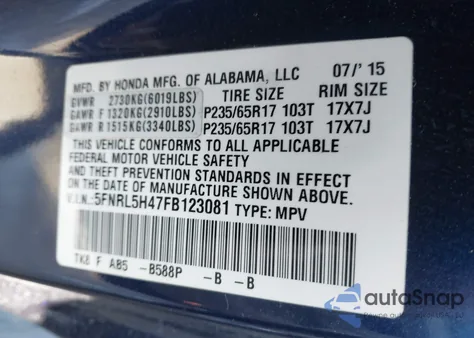 MFD. BY HONDA MFG. OF ALABAMA, LLC 07/'15
GVWR 2730KG(6019LBS) TIRE SIZE RIM SIZE
GAWR F 1320KG(2910LBS) P235/65R17 103T 17X7J
GAWR R 1515KG(3340LBS) P235/65R17 103T 17X7J
THIS VEHICLE CONFORMS TO ALL APPLICABLE
FEDERAL MOTOR VEHICLE SAFETY
AND THEFT PREVENTION STANDARDS IN EFFECT
ON THE DATE OF MANUFACTURE SHOWN ABOVE.
V.I.N.: 5FNRL5H47FB123081 TYPE: MPV
TK8 F AB5 -B588P -B -B
autoSnap